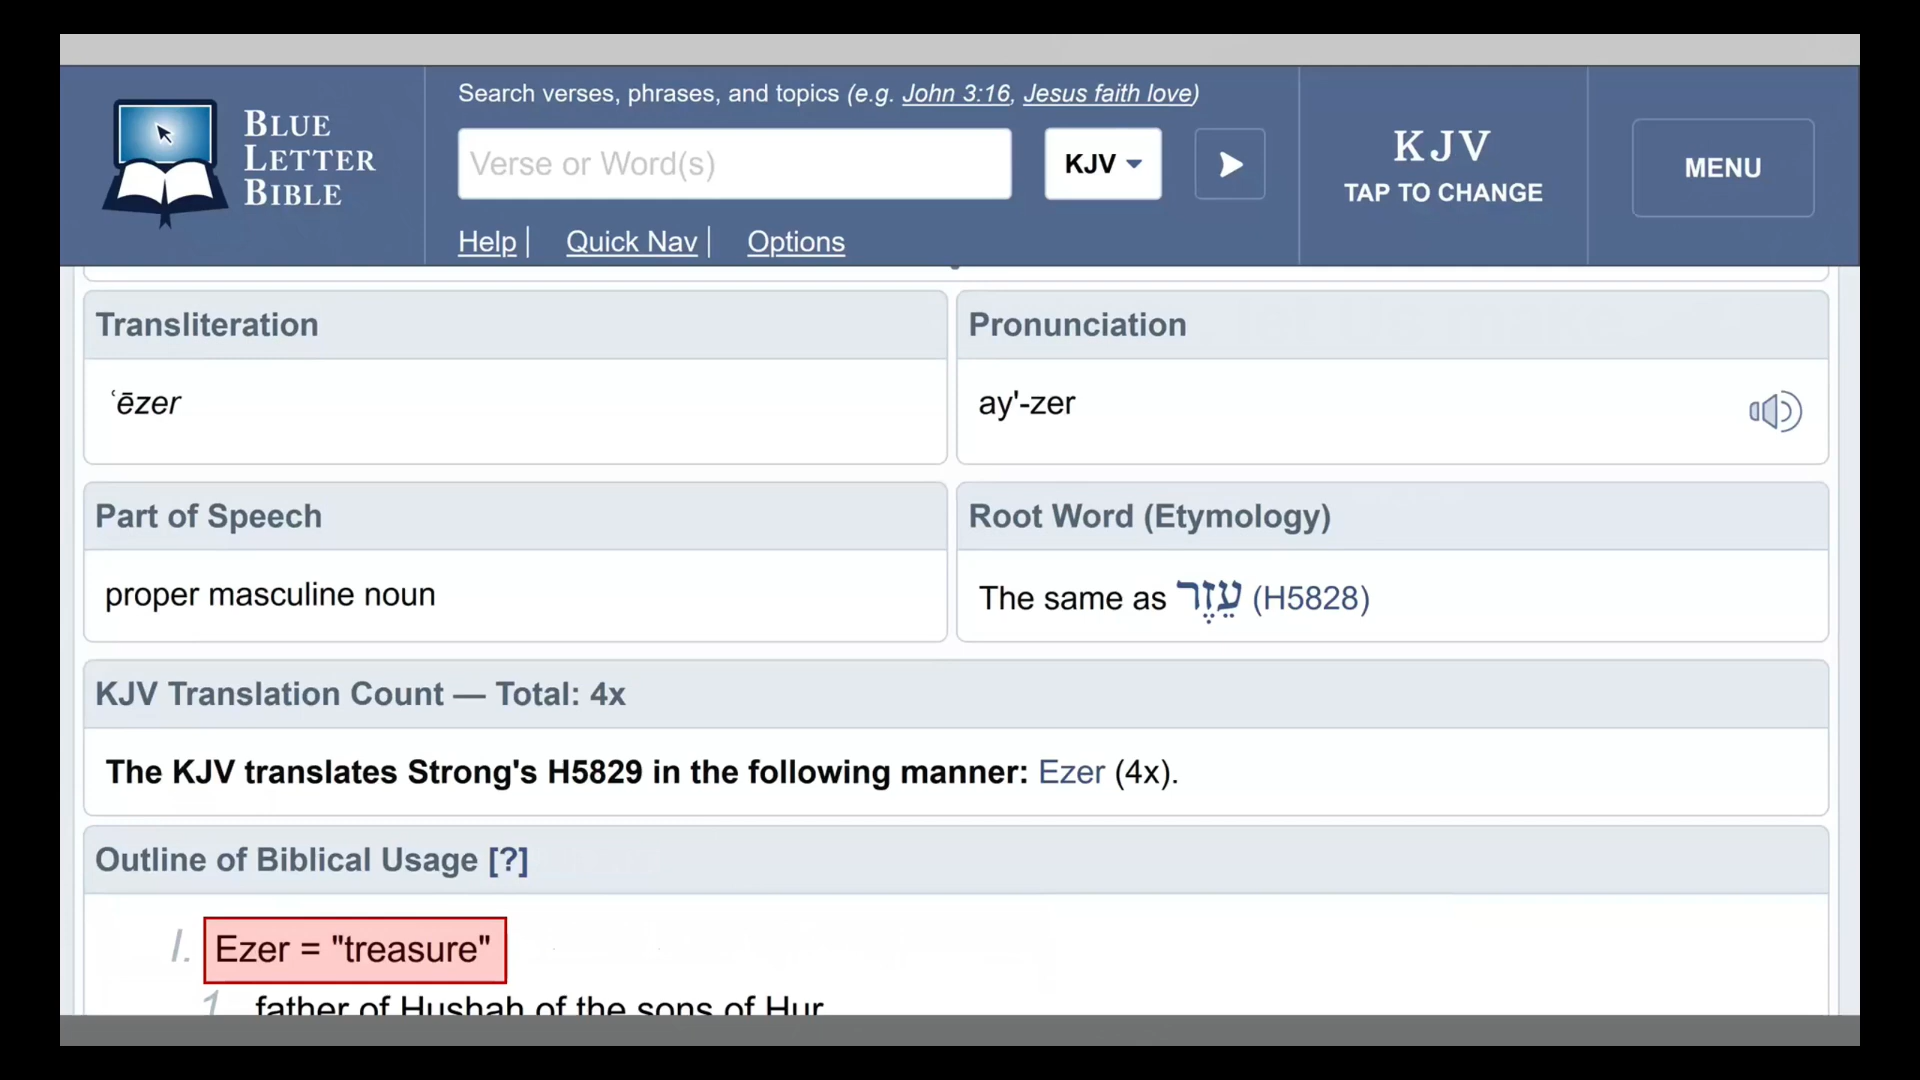 BLUE
LETTER
BIBLE
Search verses, phrases, and topics (e.g. John 3:16, Jesus faith love)
Verse or Word(s)
KJV
Help | Quick Nav | Options
KJV
TAP TO CHANGE
MENU
Transliteration
ʿēzer
Pronunciation
ay'-zer
Part of Speech
proper masculine noun
Root Word (Etymology)
The same as עֵזֶר (H5828)
KJV Translation Count — Total: 4x
The KJV translates Strong's H5829 in the following manner: Ezer (4x).
Outline of Biblical Usage [?]
I. Ezer = "treasure"
1. father of Hushah of the sons of Hur